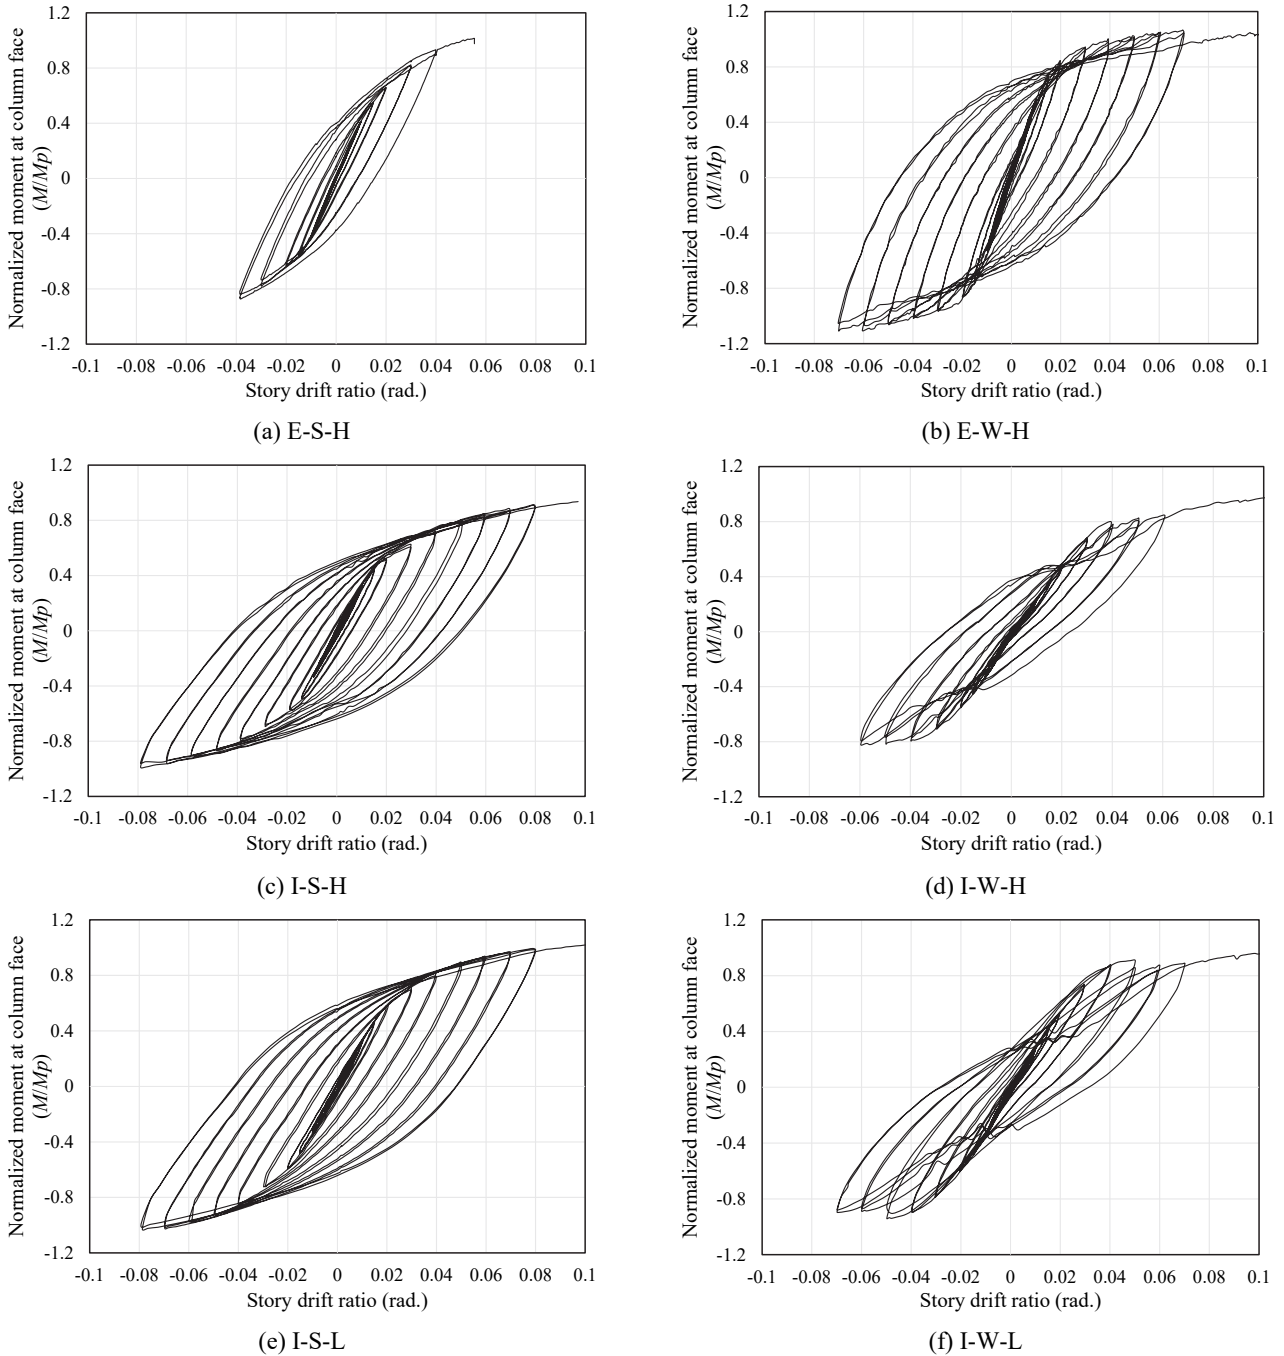 Normalized moment at column face
(M/Mp)
1.2
0.8
0.4
0
-0.4
-0.8
-1.2
-0.1 -0.08 -0.06 -0.04 -0.02 0 0.02 0.04 0.06 0.08 0.1
Story drift ratio (rad.)
(a) E-S-H
Normalized moment at column face
(M/Mp)
1.2
0.8
0.4
0
-0.4
-0.8
-1.2
-0.1 -0.08 -0.06 -0.04 -0.02 0 0.02 0.04 0.06 0.08 0.1
Story drift ratio (rad.)
(b) E-W-H
Normalized moment at column face
(M/Mp)
1.2
0.8
0.4
0
-0.4
-0.8
-1.2
-0.1 -0.08 -0.06 -0.04 -0.02 0 0.02 0.04 0.06 0.08 0.1
Story drift ratio (rad.)
(c) I-S-H
Normalized moment at column face
(M/Mp)
1.2
0.8
0.4
0
-0.4
-0.8
-1.2
-0.1 -0.08 -0.06 -0.04 -0.02 0 0.02 0.04 0.06 0.08 0.1
Story drift ratio (rad.)
(d) I-W-H
Normalized moment at column face
(M/Mp)
1.2
0.8
0.4
0
-0.4
-0.8
-1.2
-0.1 -0.08 -0.06 -0.04 -0.02 0 0.02 0.04 0.06 0.08 0.1
Story drift ratio (rad.)
(e) I-S-L
Normalized moment at column face
(M/Mp)
1.2
0.8
0.4
0
-0.4
-0.8
-1.2
-0.1 -0.08 -0.06 -0.04 -0.02 0 0.02 0.04 0.06 0.08 0.1
Story drift ratio (rad.)
(f) I-W-L